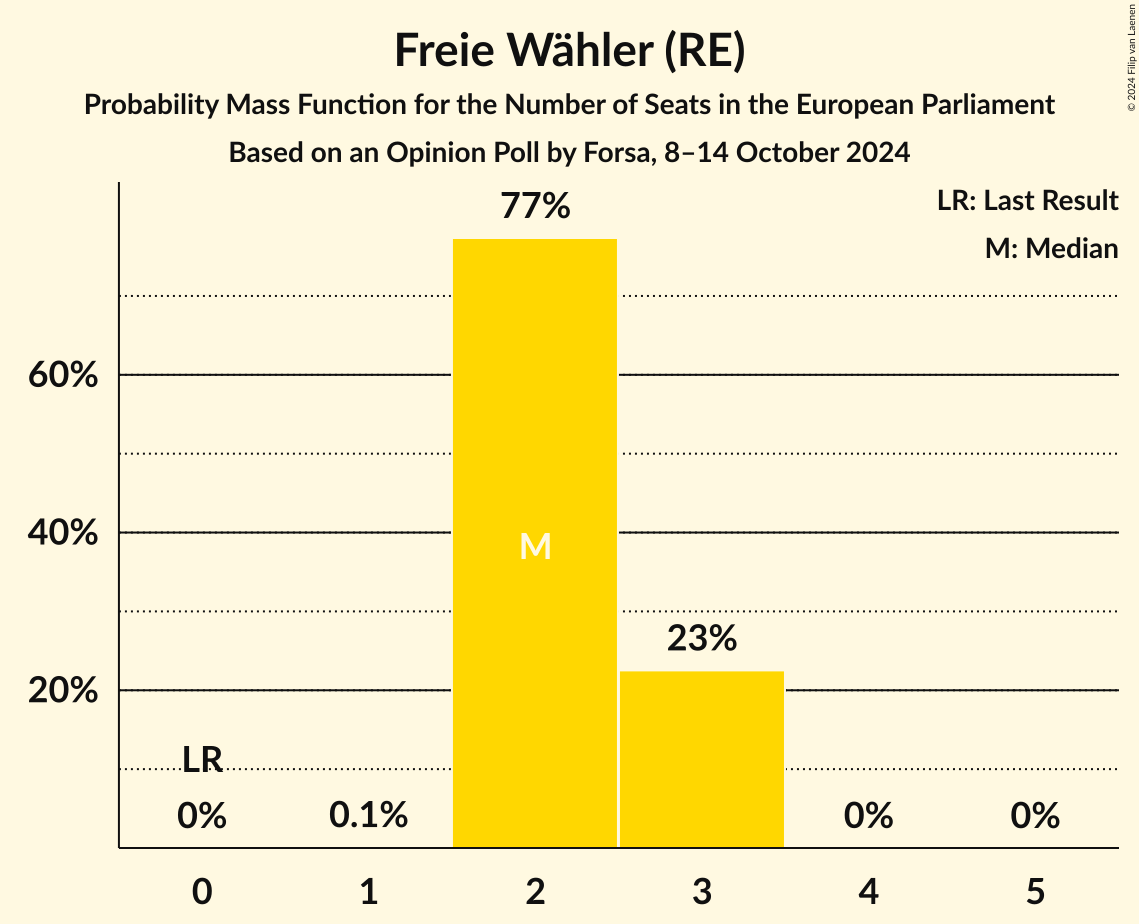 Freie Wähler (RE)
Probability Mass Function for the Number of Seats in the European Parliament
Based on an Opinion Poll by Forsa, 8–14 October 2024
© 2024 Filip van Laenen
LR: Last Result
M: Median
77%
60%
40%
M
23%
20%
LR
0%
0.1%
0%
0%
0
1
2
3
4
5